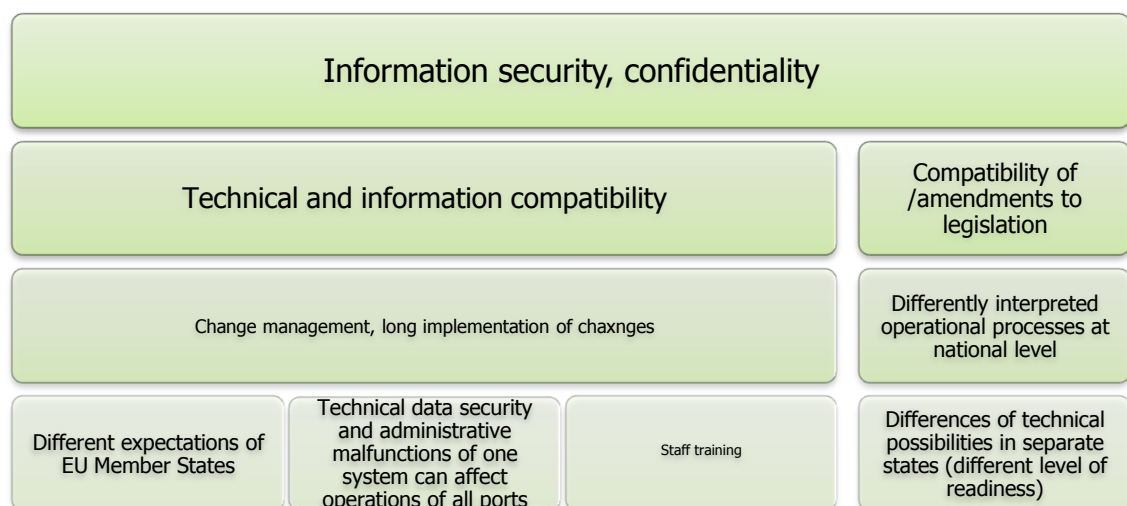 Information security, confidentiality
Technical and information compatibility
Compatibility of
/amendments to
legislation
Change management, long implementation of chaxnges
Differently interpreted
operational processes at
national level
Different expectations of
EU Member States
Technical data security
and administrative
malfunctions of one
system can affect
operations of all ports
Staff training
Differences of technical
possibilities in separate
states (different level of
readiness)